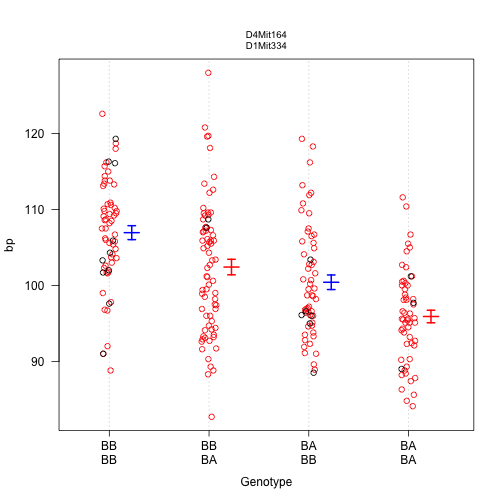 D4Mit164
D1Mit334
bp
120
110
100
90
BB BB BA BA
BB BA BB BA
Genotype